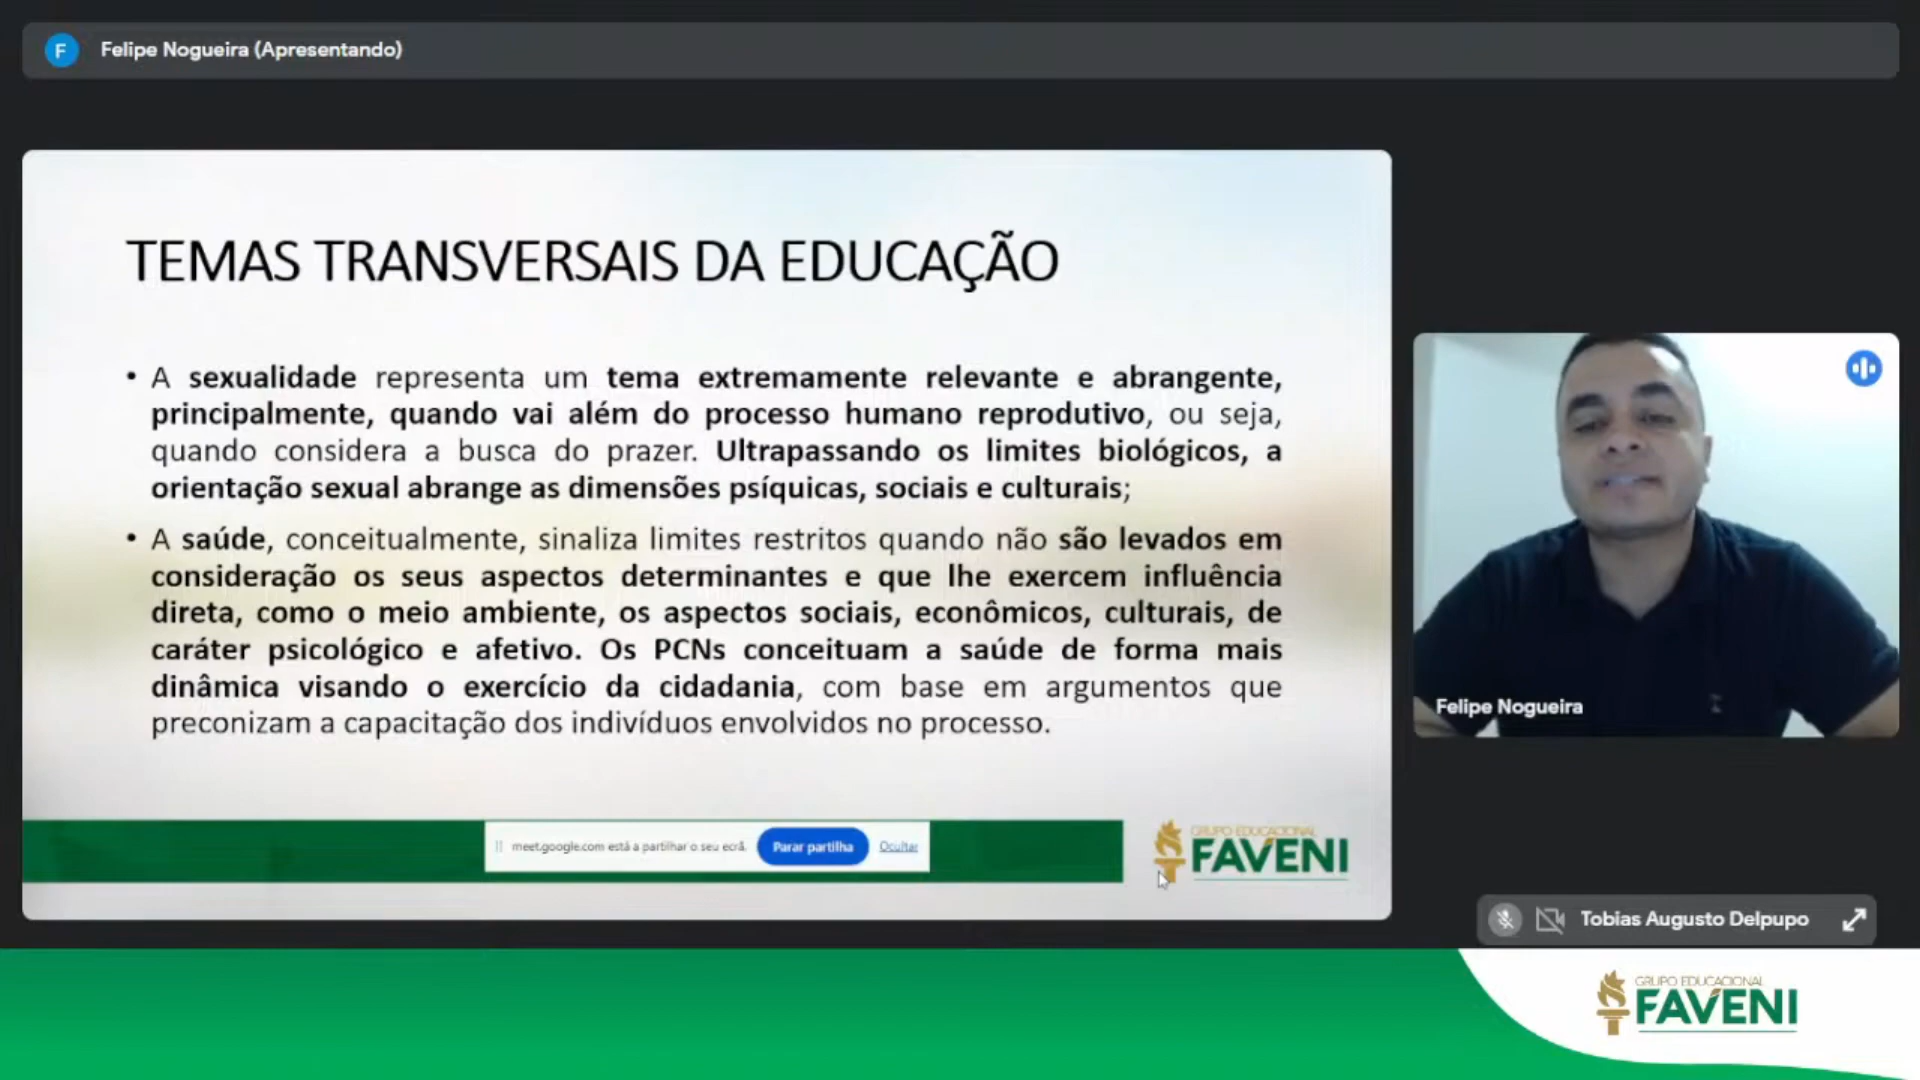 F
Felipe Nogueira (Apresentando)
TEMAS TRANSVERSAIS DA EDUCAÇÃO
• A sexualidade representa um tema extremamente relevante e abrangente,
principalmente, quando vai além do processo humano reprodutivo, ou seja,
quando considera a busca do prazer. Ultrapassando os limites biológicos, a
orientação sexual abrange as dimensões psíquicas, sociais e culturais;
• A saúde, conceitualmente, sinaliza limites restritos quando não são levados em
consideração os seus aspectos determinantes e que lhe exercem influência
direta, como o meio ambiente, os aspectos sociais, econômicos, culturais, de
caráter psicológico e afetivo. Os PCNs conceituam a saúde de forma mais
dinâmica visando o exercício da cidadania, com base em argumentos que
preconizam a capacitação dos indivíduos envolvidos no processo.
meet.google.com está a partilhar o seu ecrã.
Parar partilha
Ocultar
GRUPO EDUCACIONAL
FAVENI
Felipe Nogueira
Tobias Augusto Delpupo
GRUPO EDUCACIONAL
FAVENI